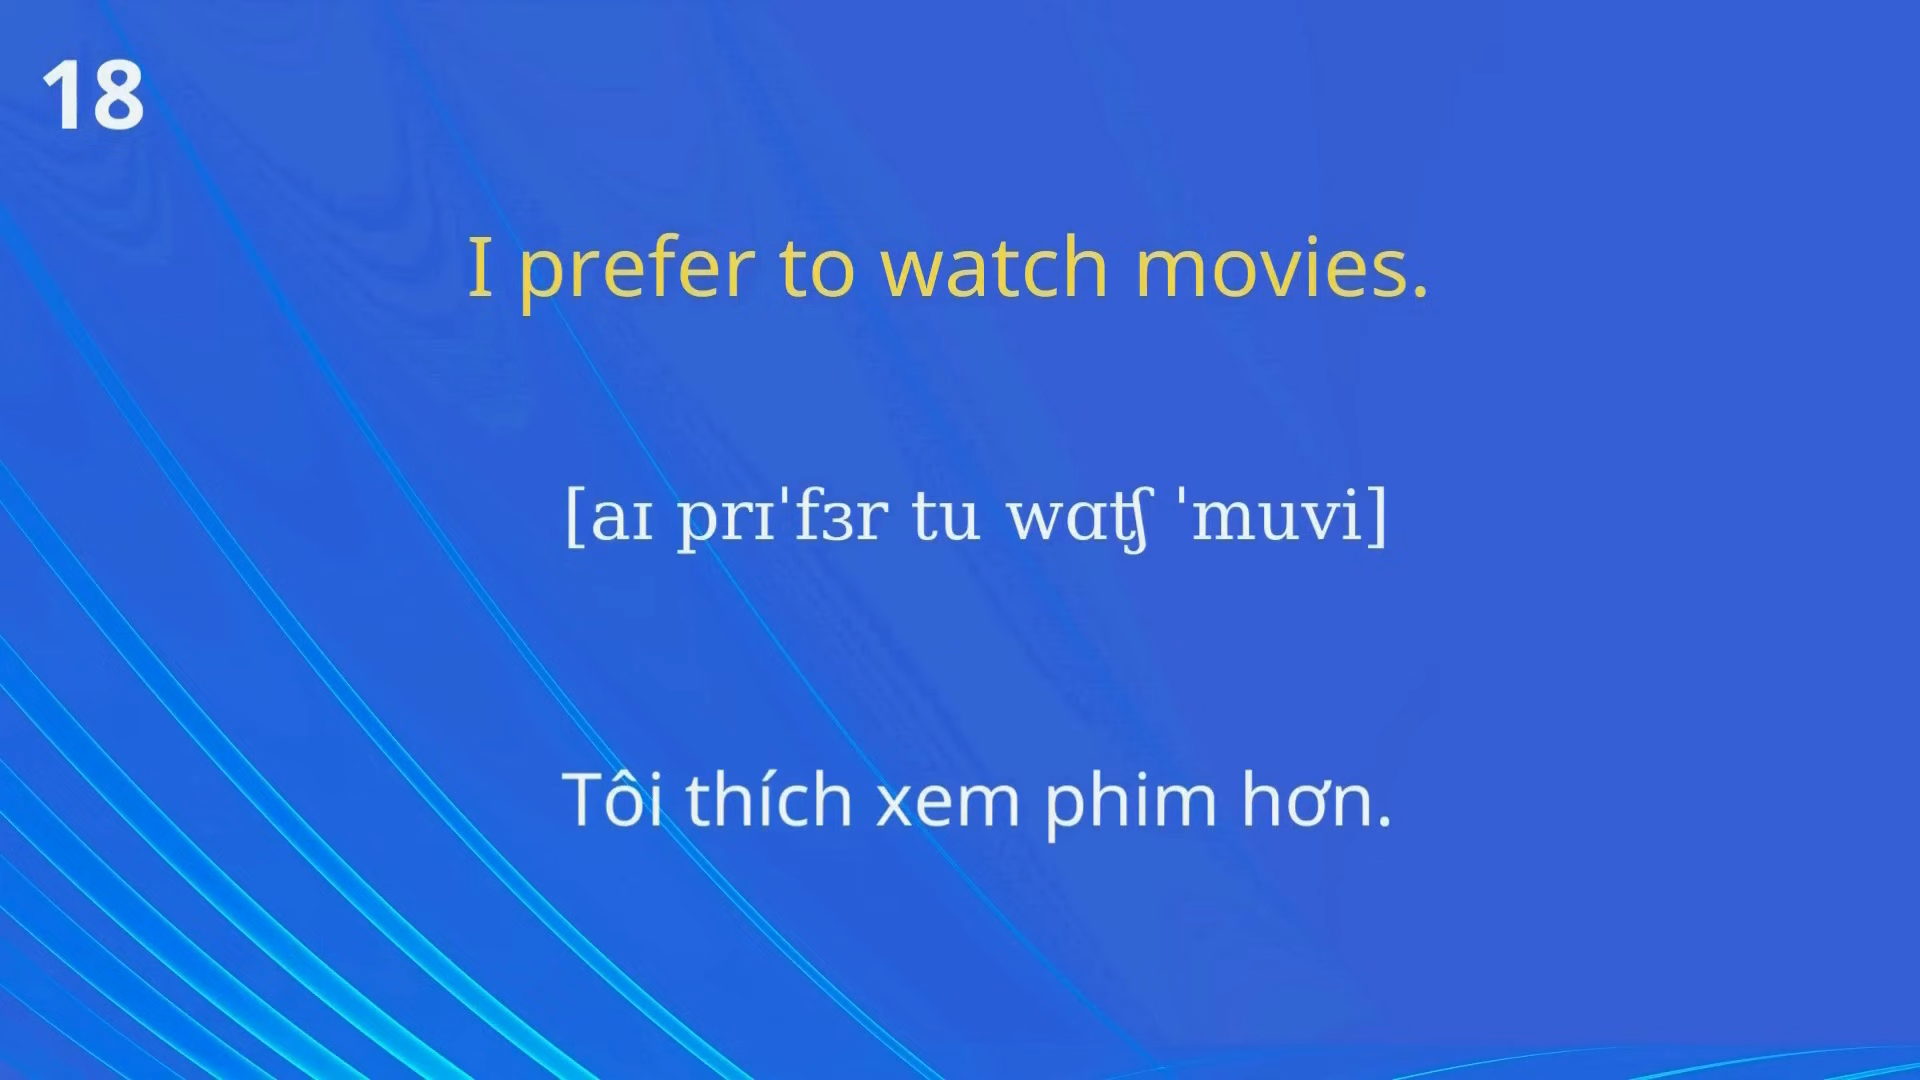 18
I prefer to watch movies.
[aɪ prɪˈfɜr tu wɑʧ ˈmuvi]
Tôi thích xem phim hơn.